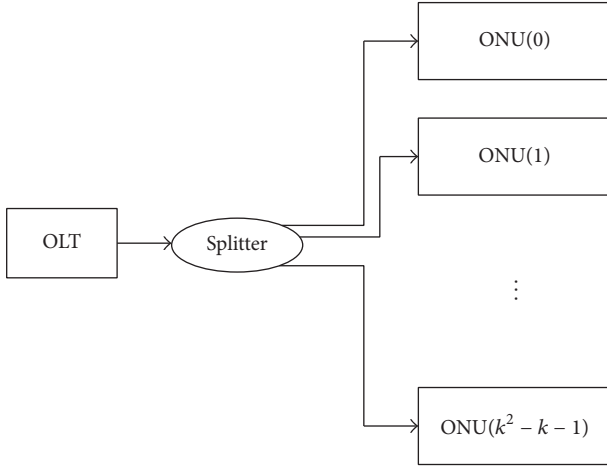 ONU(0)
ONU(1)
OLT
Splitter
⋮
ONU(k² − k − 1)